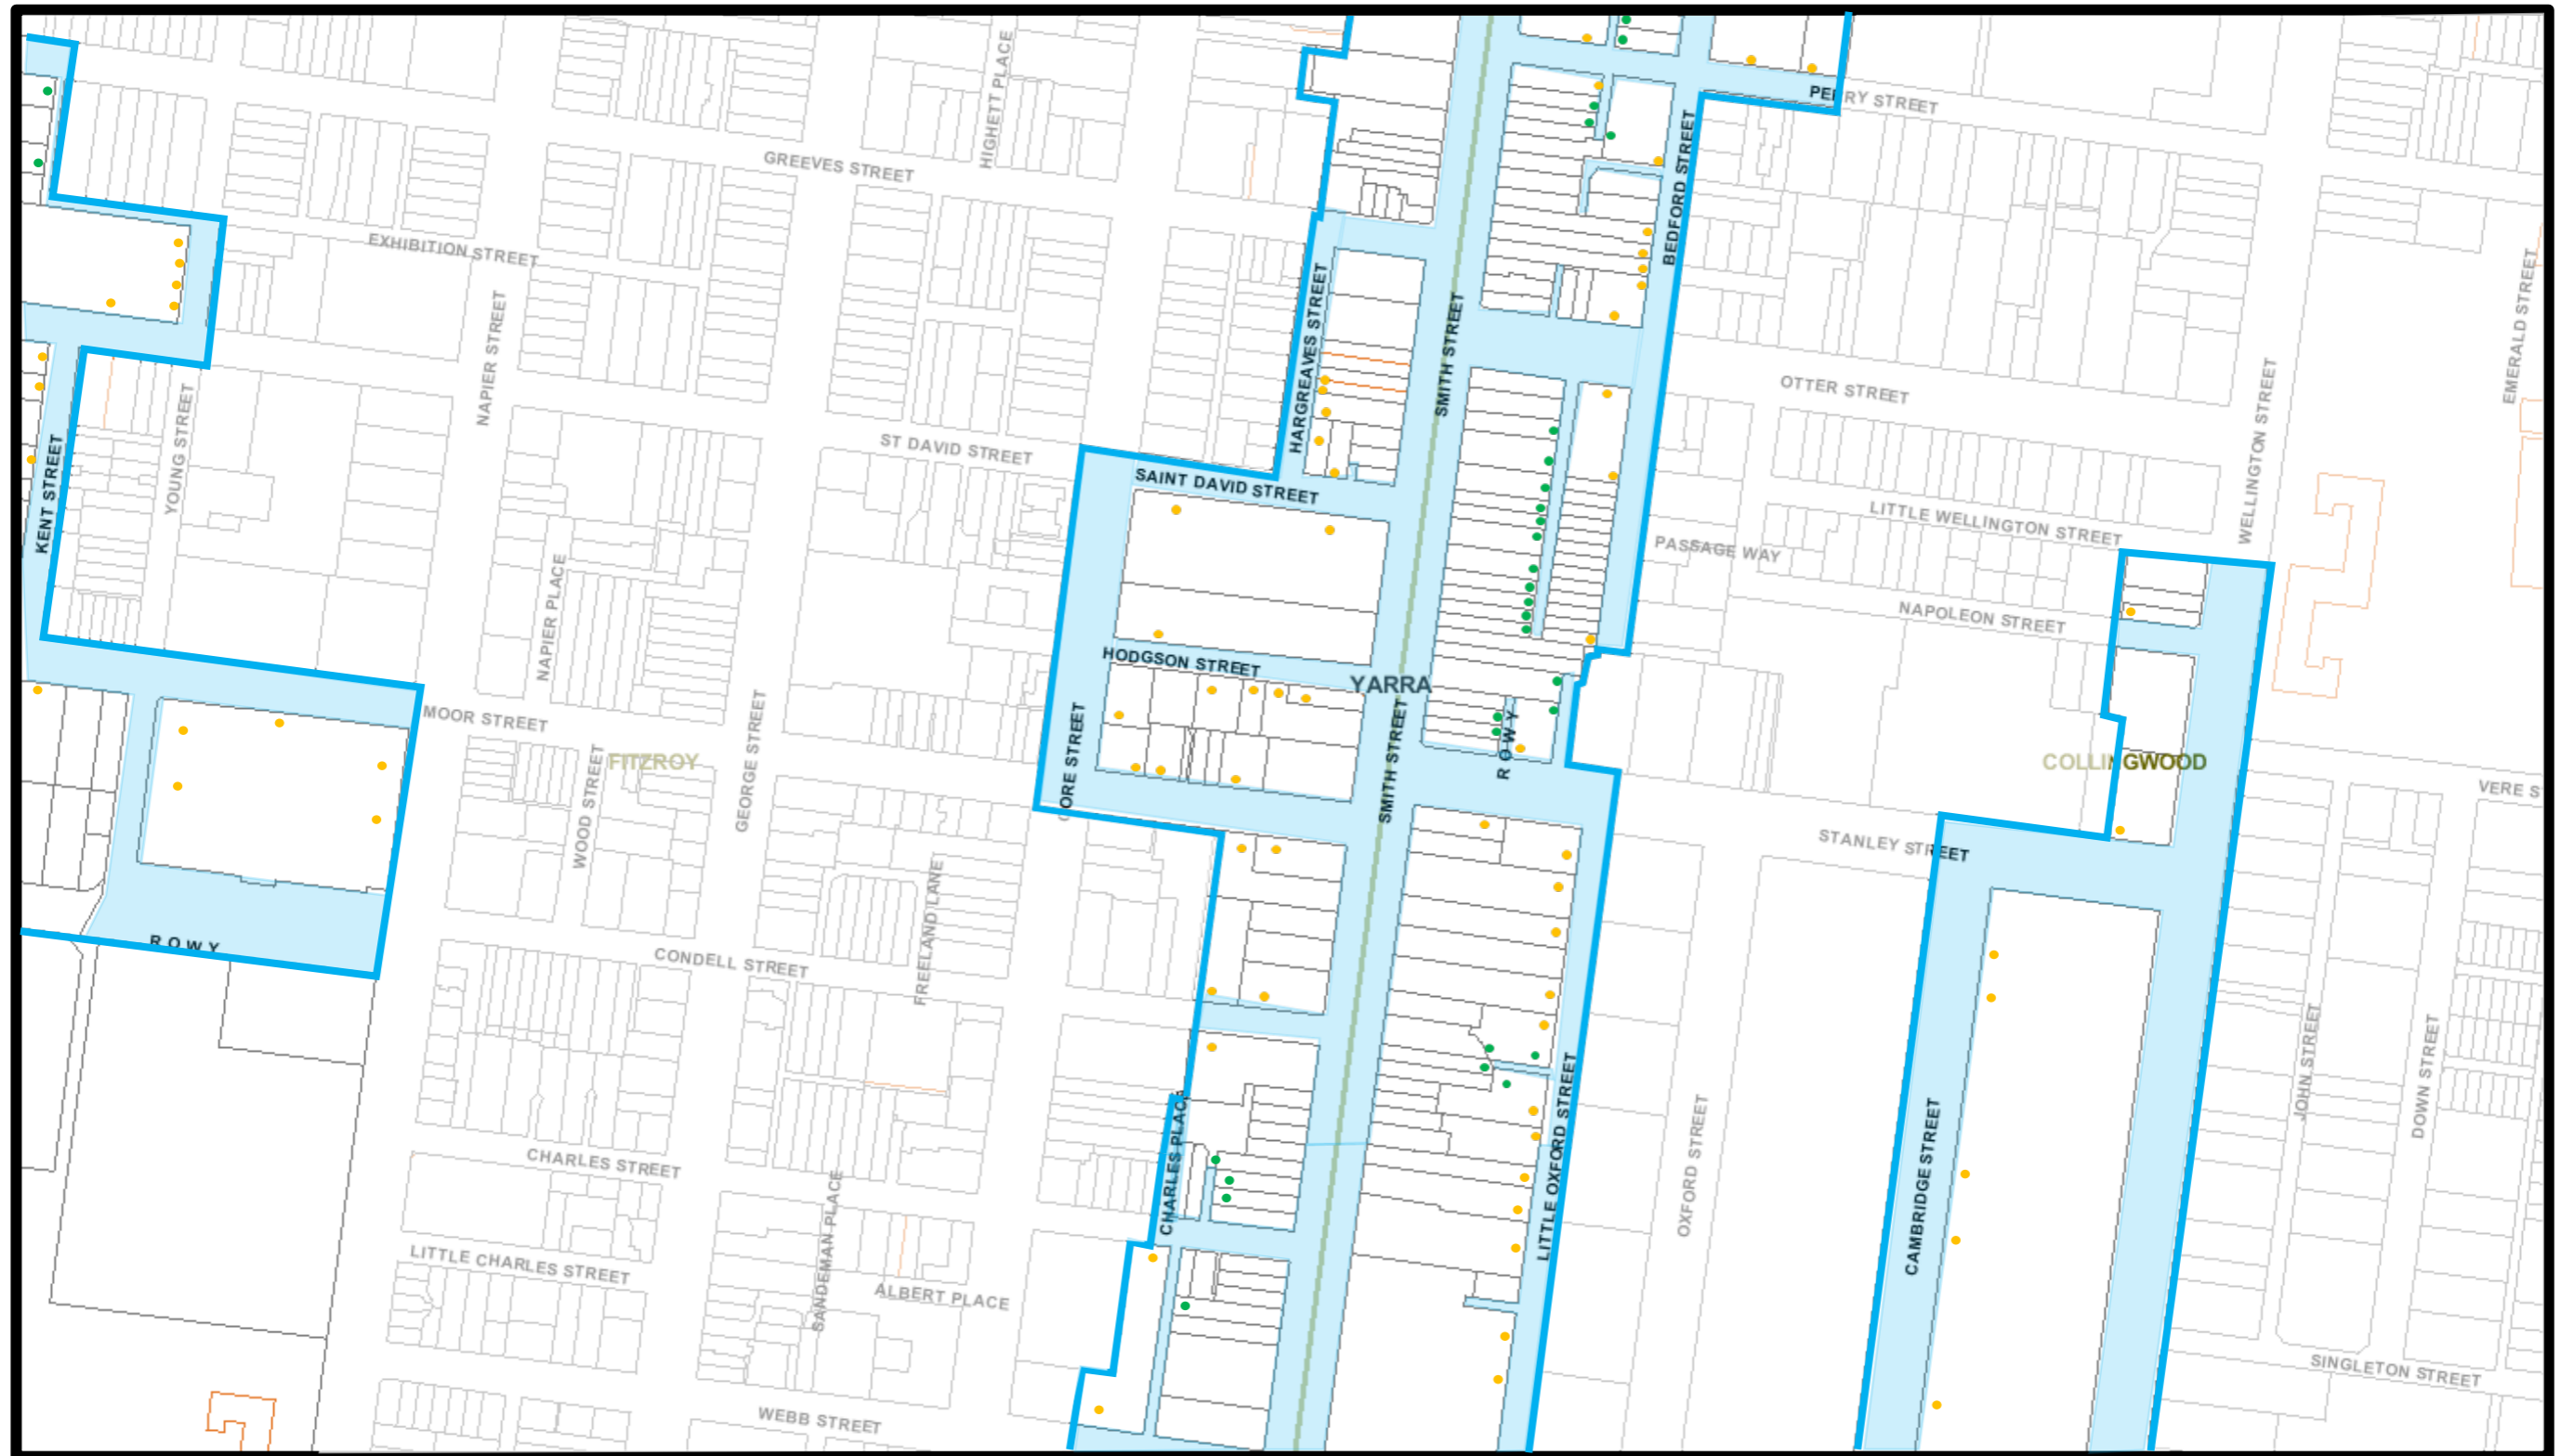 HIGHETT PLACE
PERRY STREET
GREEVES STREET
BEDFORD STREET
EXHIBITION STREET
NAPIER STREET
HARGREAVES STREET
SMITH STREET
EMERALD STREET
OTTER STREET
WELLINGTON STREET
YOUNG STREET
KENT STREET
ST DAVID STREET
SAINT DAVID STREET
LITTLE WELLINGTON STREET
PASSAGE WAY
NAPIER PLACE
NAPOLEON STREET
HODGSON STREET
YARRA
MOOR STREET
GEORGE STREET
GORE STREET
SMITH STREET
R O W Y
WOOD STREET
FITZROY
COLLINGWOOD
VERE S
STANLEY STREET
FREELAND LANE
R O W Y
CONDELL STREET
JOHN STREET
DOWN STREET
CHARLES PLACE
LITTLE OXFORD STREET
OXFORD STREET
CAMBRIDGE STREET
CHARLES STREET
SANDEMAN PLACE
LITTLE CHARLES STREET
ALBERT PLACE
SINGLETON STREET
WEBB STREET